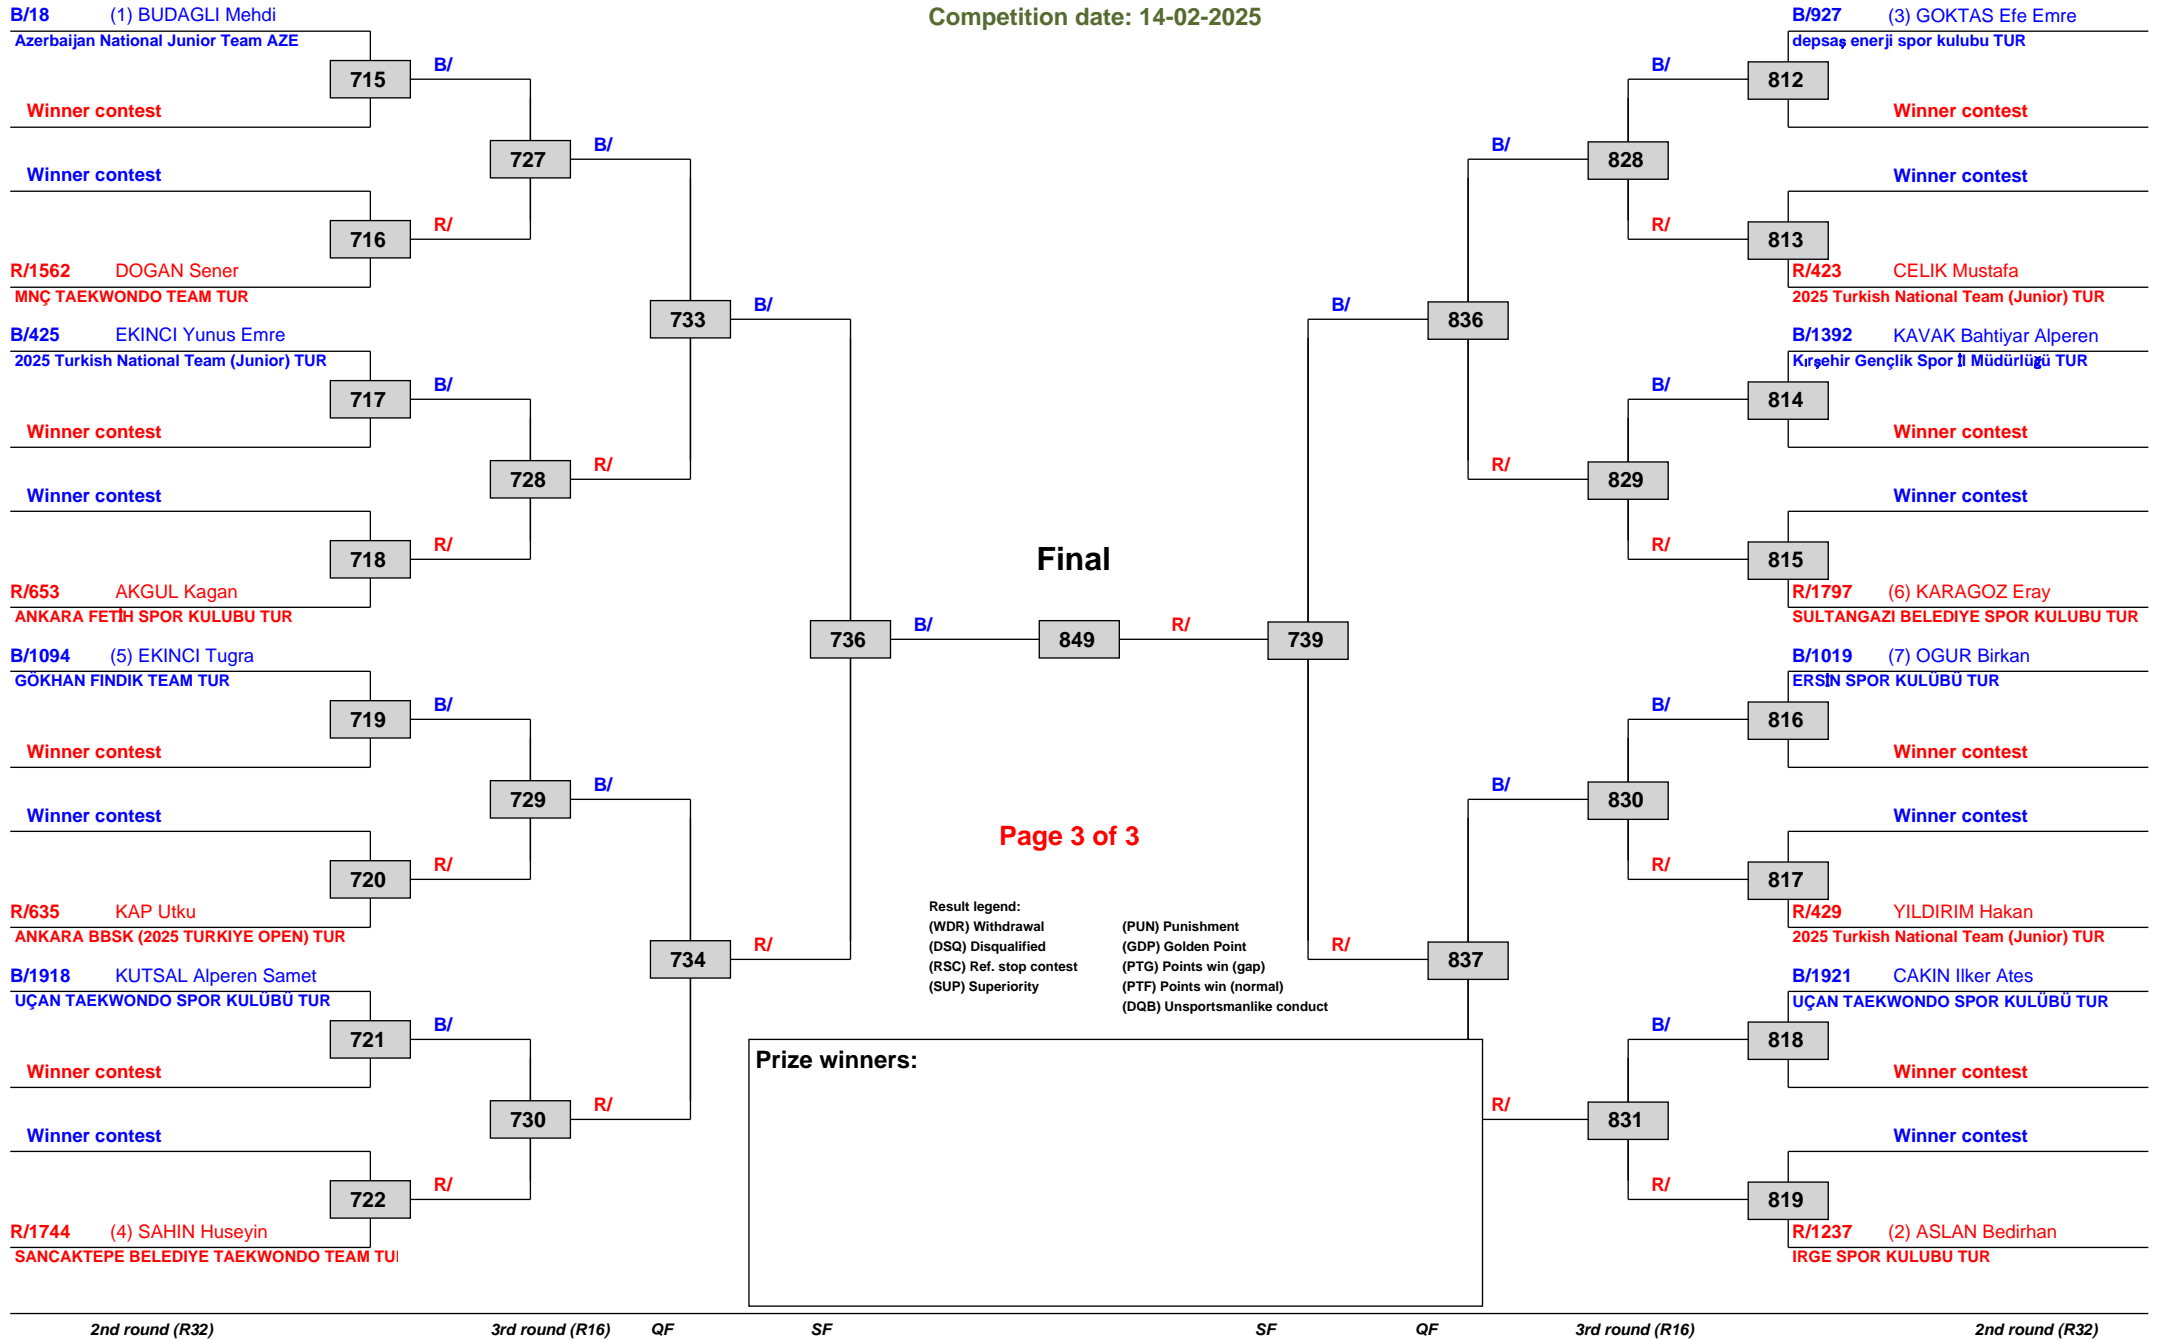 Competition date: 14-02-2025
B/18 (1) BUDAGLI Mehdi
Azerbaijan National Junior Team AZE
715
B/
Winner contest
727
B/
Winner contest
716
R/
R/1562 DOGAN Sener
MNÇ TAEKWONDO TEAM TUR
733
B/
B/425 EKINCI Yunus Emre
2025 Turkish National Team (Junior) TUR
717
B/
Winner contest
728
R/
Winner contest
718
R/
R/653 AKGUL Kagan
ANKARA FETİH SPOR KULUBU TUR
736
B/
B/1094 (5) EKINCI Tugra
GÖKHAN FINDIK TEAM TUR
719
B/
Winner contest
729
B/
Winner contest
720
R/
R/635 KAP Utku
ANKARA BBSK (2025 TURKIYE OPEN) TUR
734
R/
B/1918 KUTSAL Alperen Samet
UÇAN TAEKWONDO SPOR KULÜBÜ TUR
721
B/
Winner contest
730
R/
Winner contest
722
R/
R/1744 (4) SAHIN Huseyin
SANCAKTEPE BELEDIYE TAEKWONDO TEAM TU
Final
849
R/
739
Page 3 of 3
Result legend:
(WDR) Withdrawal (PUN) Punishment
(DSQ) Disqualified (GDP) Golden Point
(RSC) Ref. stop contest (PTG) Points win (gap)
(SUP) Superiority (PTF) Points win (normal)
(DQB) Unsportsmanlike conduct
Prize winners:
B/927 (3) GOKTAS Efe Emre
depsaş enerji spor kulubu TUR
B/
812
Winner contest
B/
828
Winner contest
R/
813
R/423 CELIK Mustafa
2025 Turkish National Team (Junior) TUR
B/
836
B/1392 KAVAK Bahtiyar Alperen
Kırşehir Gençlik Spor İl Müdürlüğü TUR
B/
814
Winner contest
R/
829
Winner contest
R/
815
R/1797 (6) KARAGOZ Eray
SULTANGAZI BELEDIYE SPOR KULUBU TUR
B/1019 (7) OGUR Birkan
ERSİN SPOR KULÜBÜ TUR
B/
816
Winner contest
B/
830
Winner contest
R/
817
R/429 YILDIRIM Hakan
2025 Turkish National Team (Junior) TUR
R/
837
B/1921 CAKIN Ilker Ates
UÇAN TAEKWONDO SPOR KULÜBÜ TUR
B/
818
Winner contest
R/
831
Winner contest
R/
819
R/1237 (2) ASLAN Bedirhan
IRGE SPOR KULUBU TUR
2nd round (R32) 3rd round (R16) QF SF SF QF 3rd round (R16) 2nd round (R32)